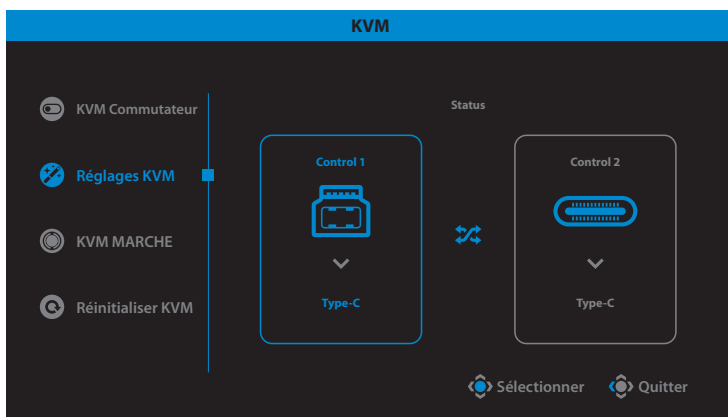 KVM
KVM Commutateur
Réglages KVM
KVM MARCHE
Réinitialiser KVM
Status
Control 1
Type-C
Control 2
Type-C
Sélectionner
Quitter